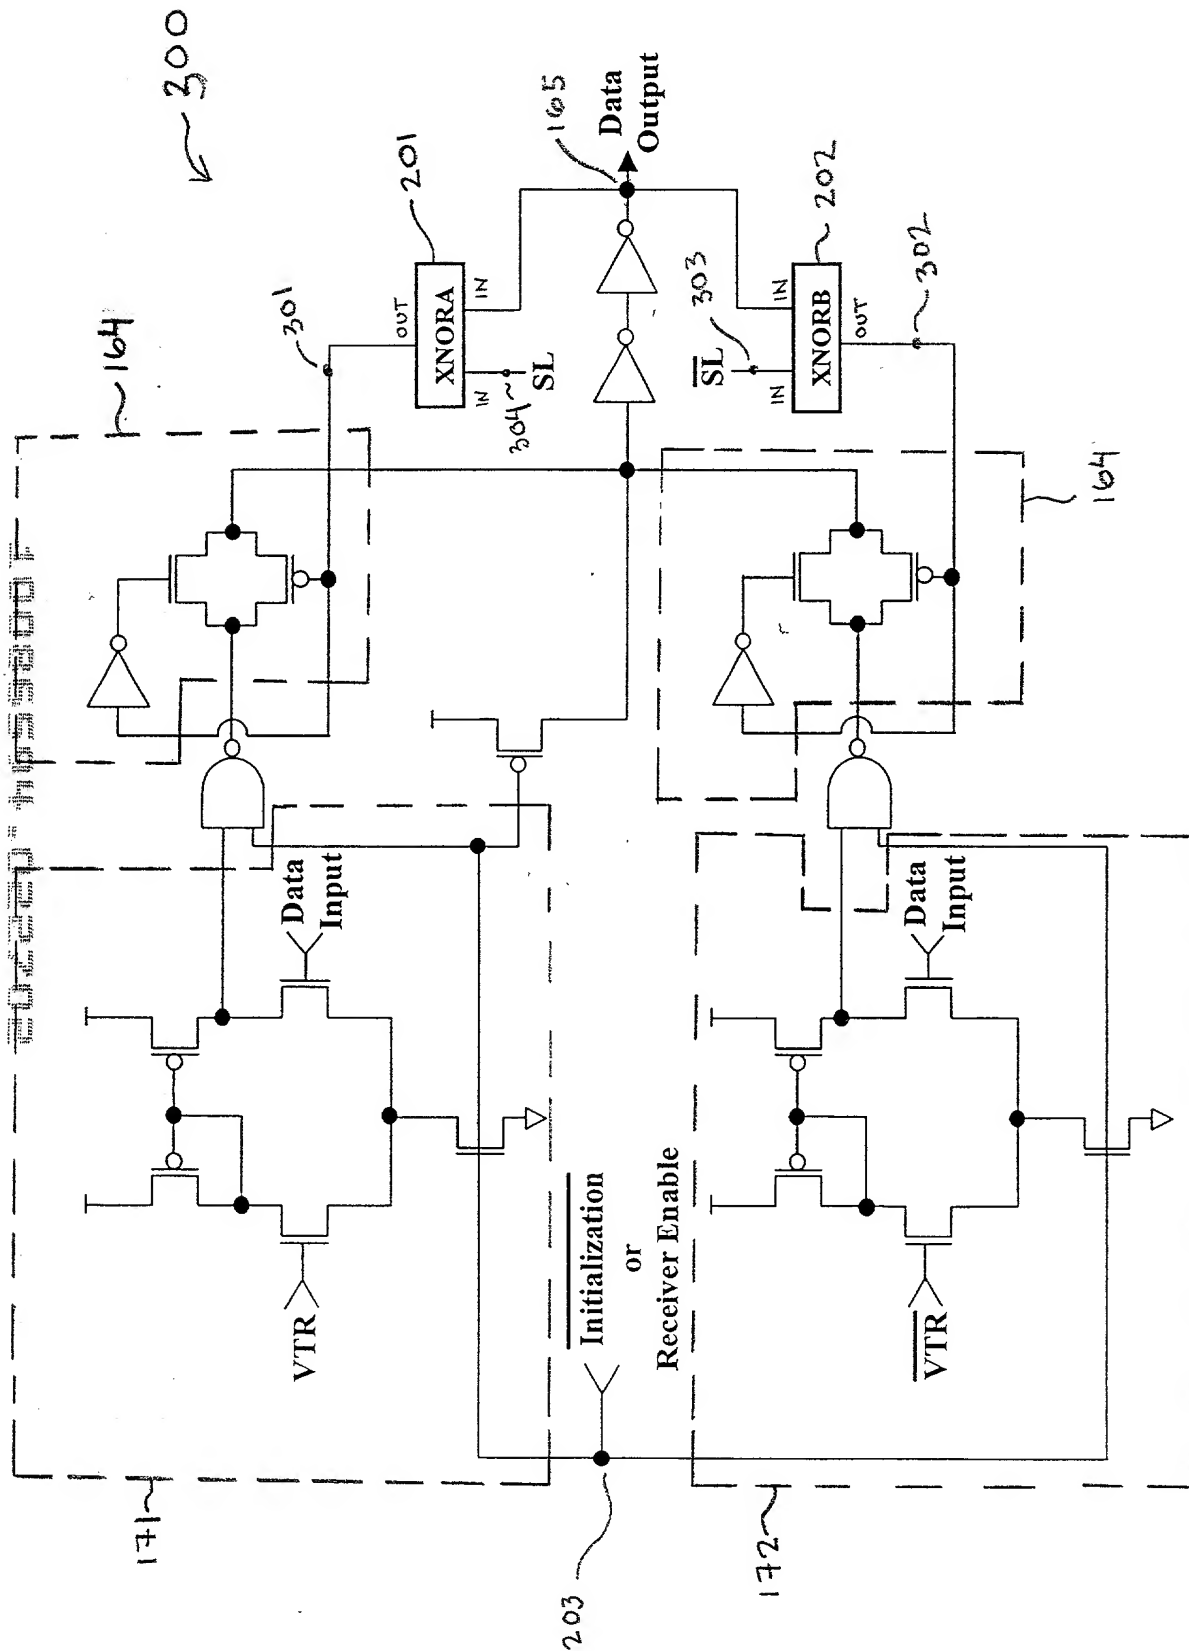 300
164
301
OUT
201
XNORA
IN
IN
304
SL
165
Data
Output
SL
303
IN
IN
202
XNORB
OUT
302
164
Data
Input
VTR
171
Initialization
or
Receiver Enable
203
Data
Input
VTR
172